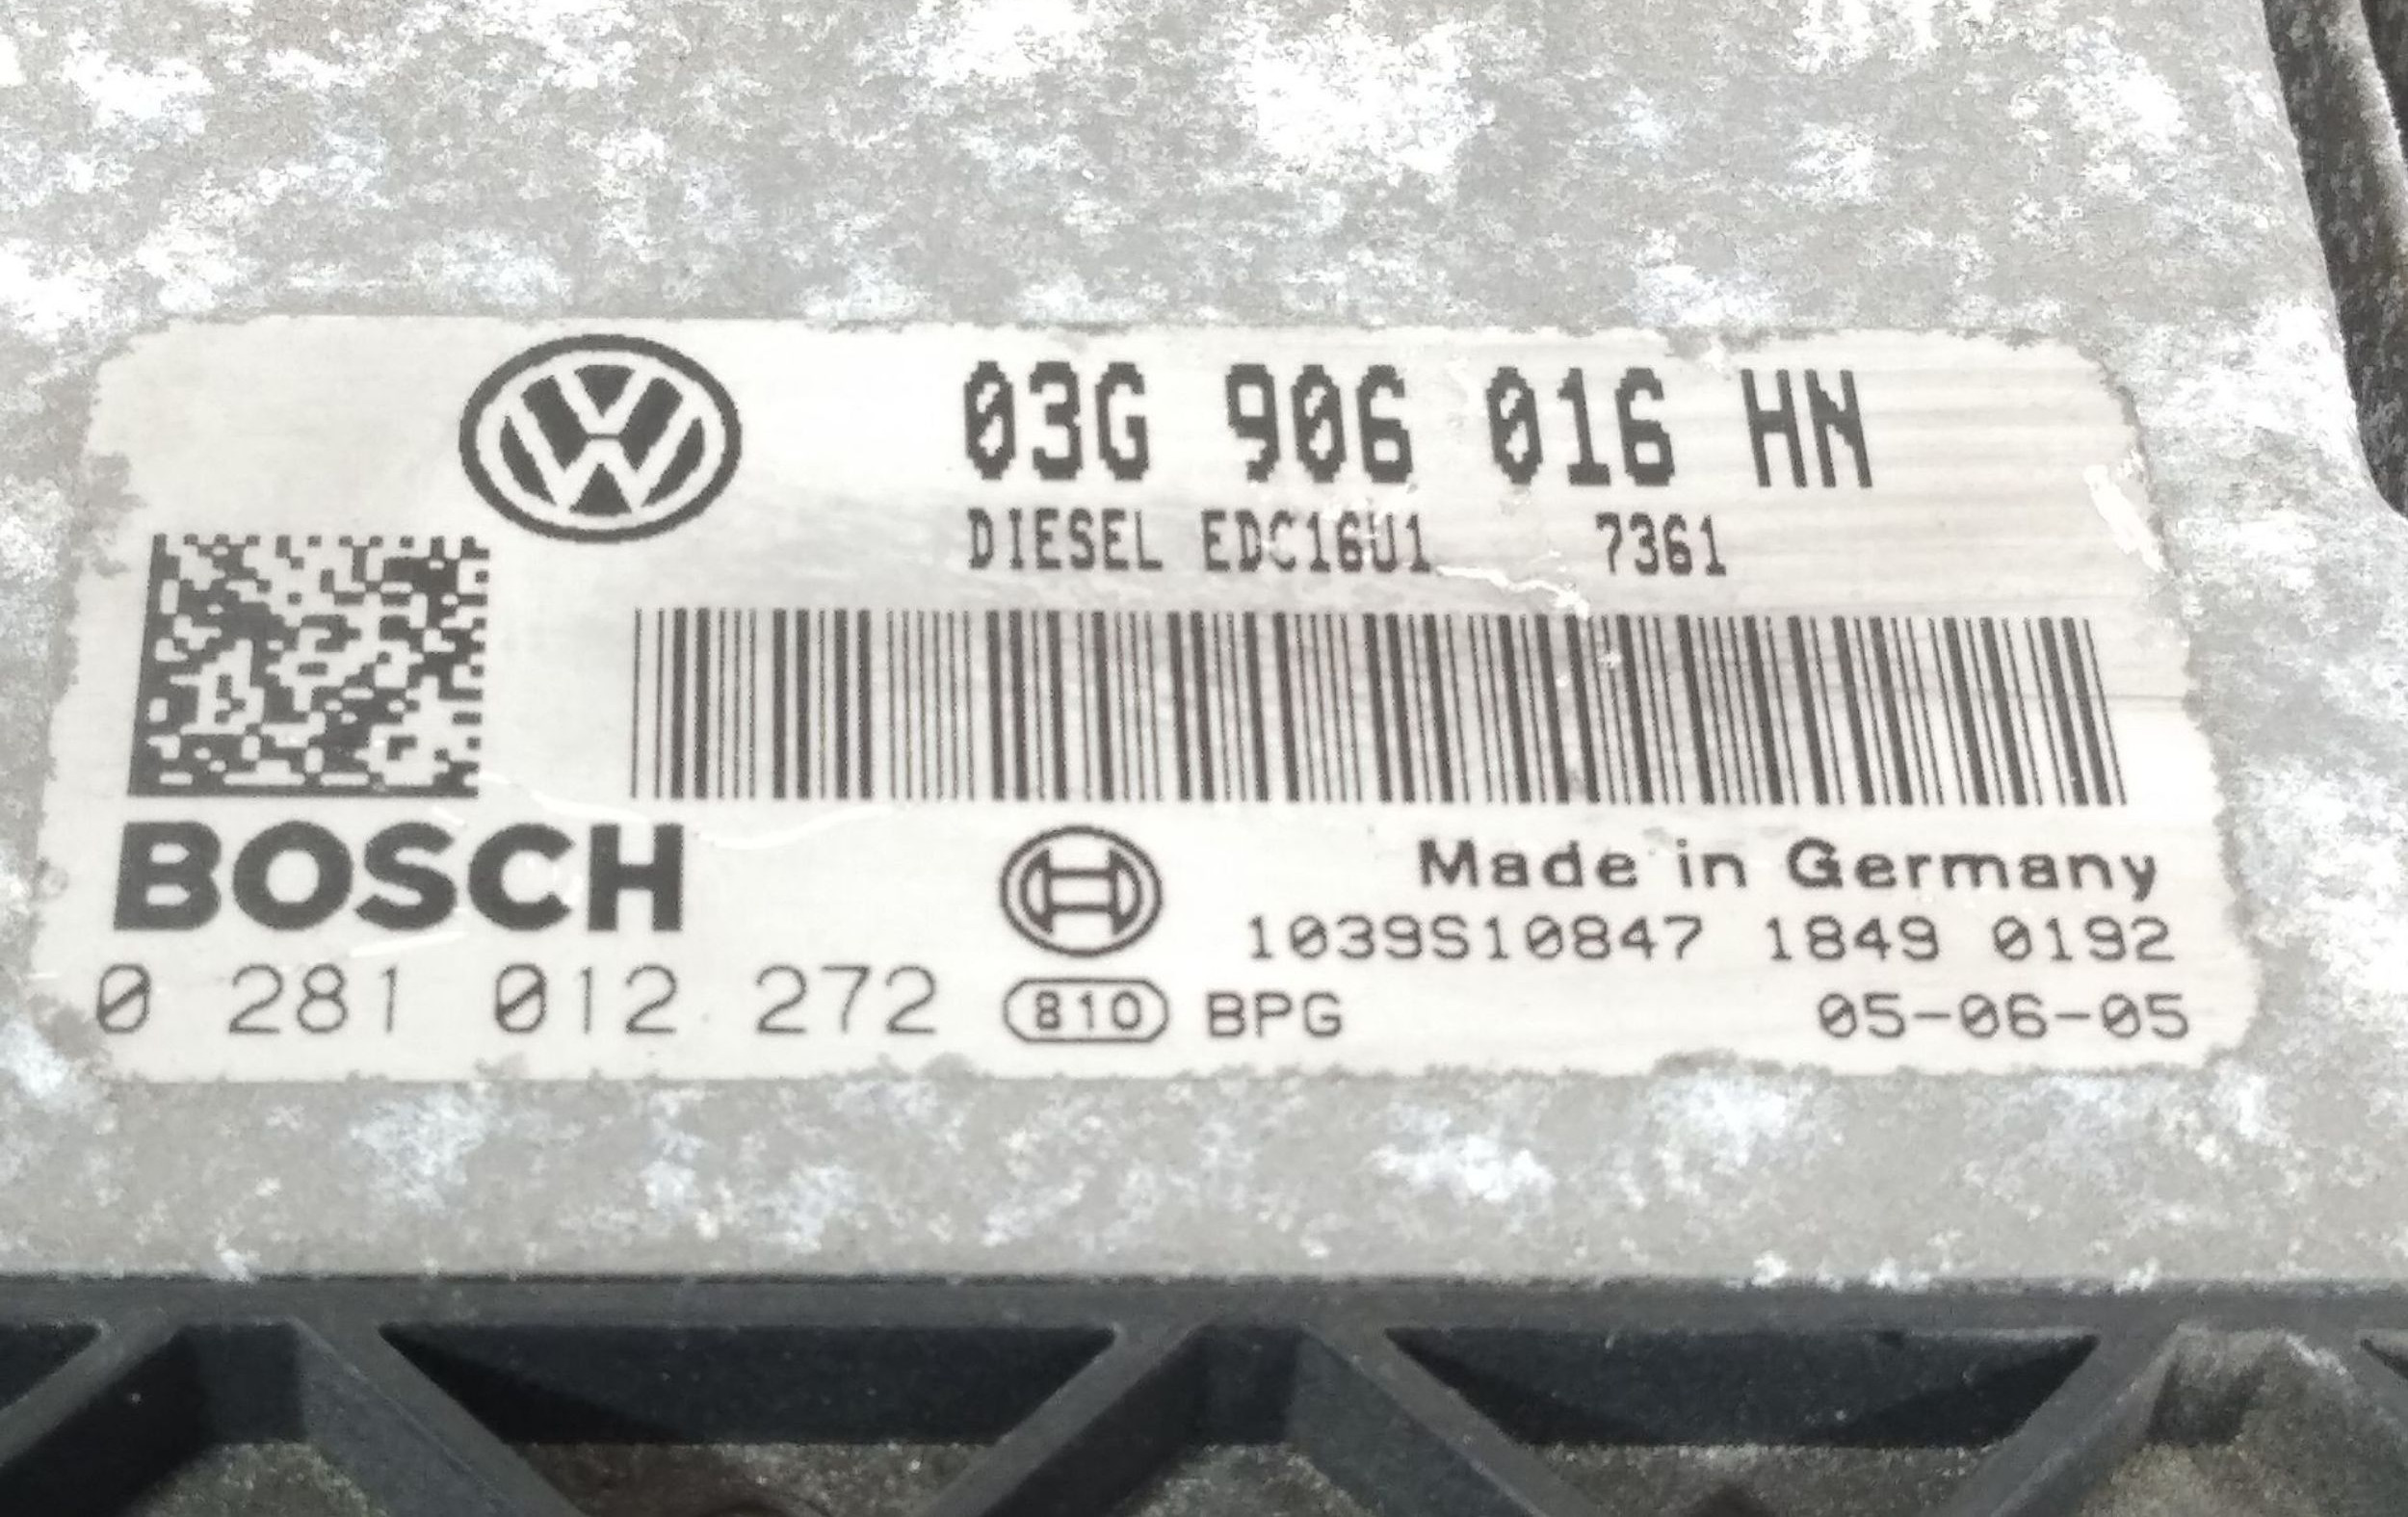 03G 906 016 HN
DIESEL EDC16U1 7361
BOSCH
Made in Germany
1039S10847 1849 0192
0 281 012 272 810 BPG 05-06-05